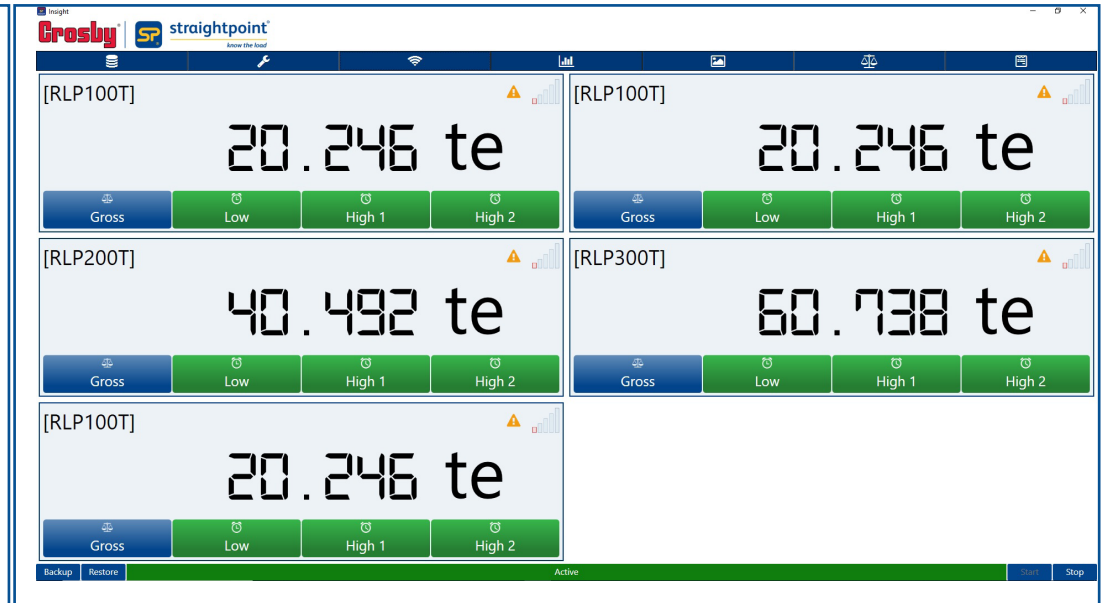 Insight
Crosby® SP straightpoint®
know the load
[RLP100T]
20.246 te
Gross Low High 1 High 2
[RLP100T]
20.246 te
Gross Low High 1 High 2
[RLP200T]
40.492 te
Gross Low High 1 High 2
[RLP300T]
60.738 te
Gross Low High 1 High 2
[RLP100T]
20.246 te
Gross Low High 1 High 2
Backup Restore Active Start Stop